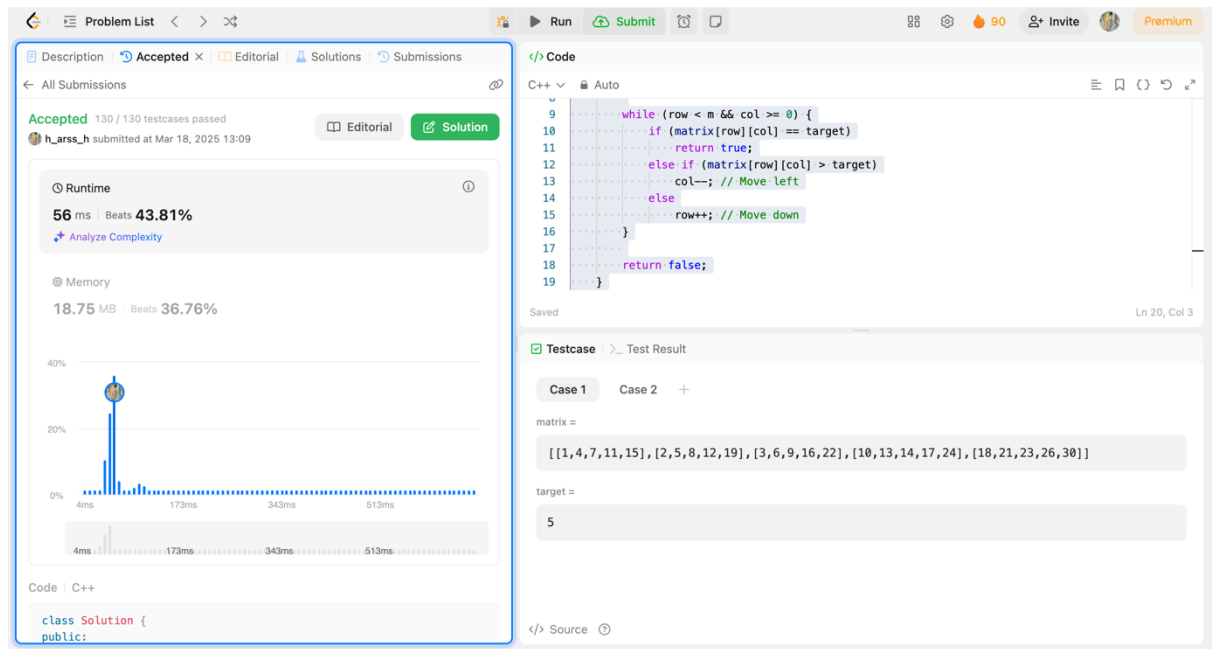 Problem List
Run
Submit
90
Invite
Premium
Description
Accepted
Editorial
Solutions
Submissions
All Submissions
Accepted 130 / 130 testcases passed
h_arss_h submitted at Mar 18, 2025 13:09
Editorial
Solution
Runtime
56 ms Beats 43.81%
Analyze Complexity
Memory
18.75 MB Beats 36.76%
40%
20%
0%
4ms 173ms 343ms 513ms
4ms 173ms 343ms 513ms
Code C++
class Solution {
public:
</> Code
C++ Auto
9 while (row < m && col >= 0) {
10 if (matrix[row][col] == target)
11 return true;
12 else if (matrix[row][col] > target)
13 col--; // Move left
14 else
15 row++; // Move down
16 }
17
18 return false;
19 }
Saved
Ln 20, Col 3
Testcase
>_ Test Result
Case 1 Case 2 +
matrix =
[[1,4,7,11,15],[2,5,8,12,19],[3,6,9,16,22],[10,13,14,17,24],[18,21,23,26,30]]
target =
5
</> Source